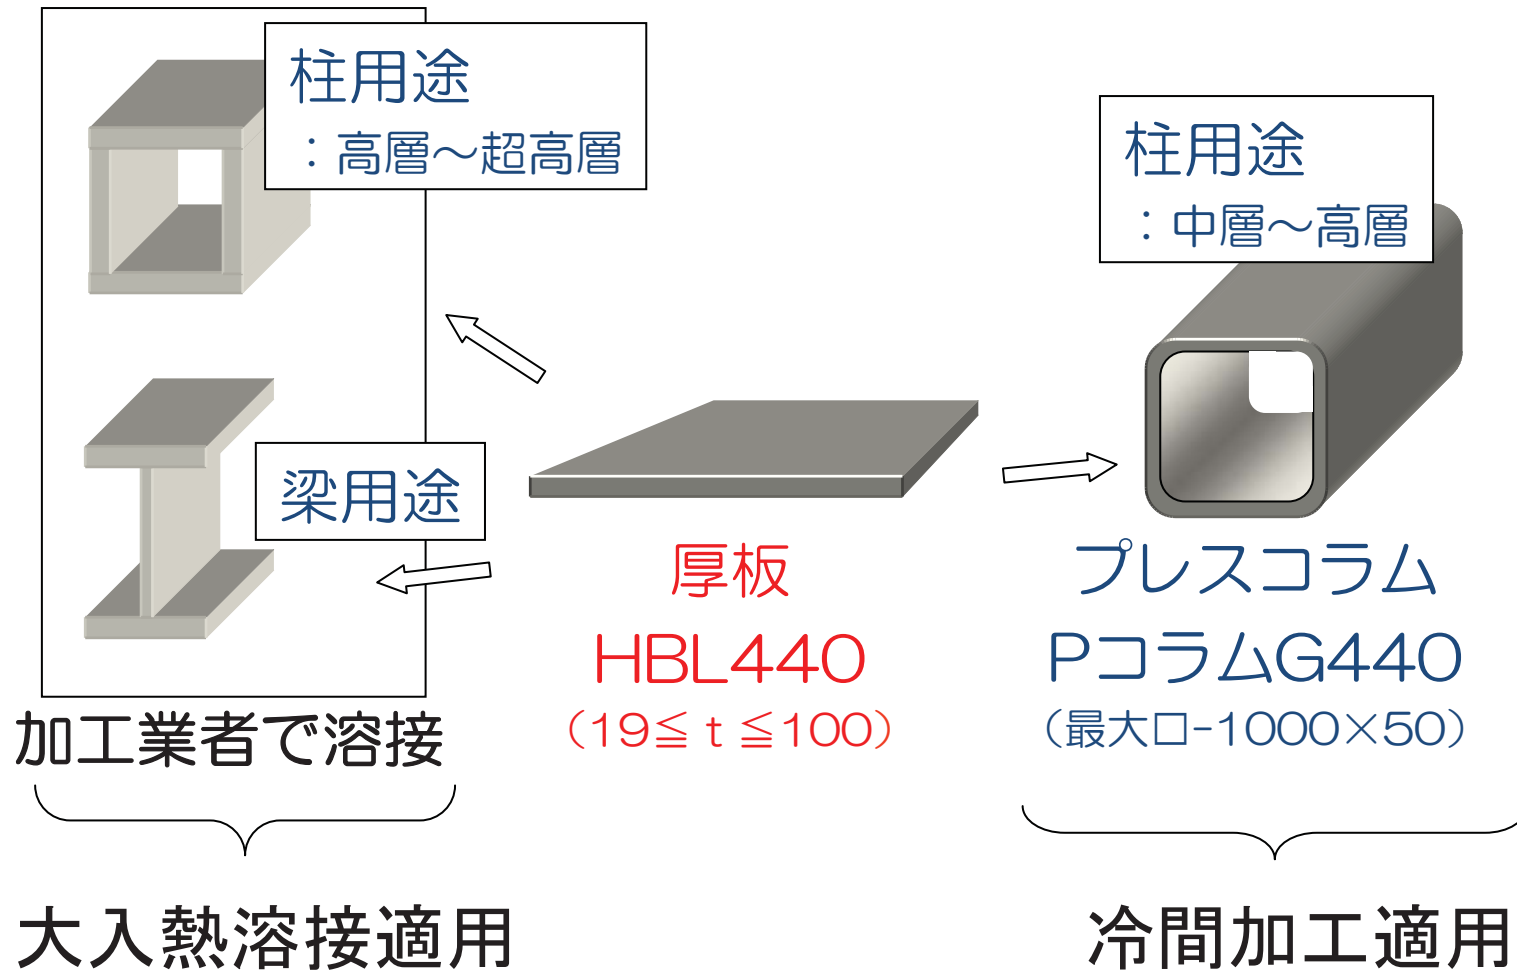 柱用途
：高層～超高層
梁用途
加工業者で溶接
大入熱溶接適用
厚板
HBL440
（19≦ｔ≦100）
柱用途
：中層～高層
プレスコラム
PコラムG440
（最大ロ-1000×50）
冷間加工適用